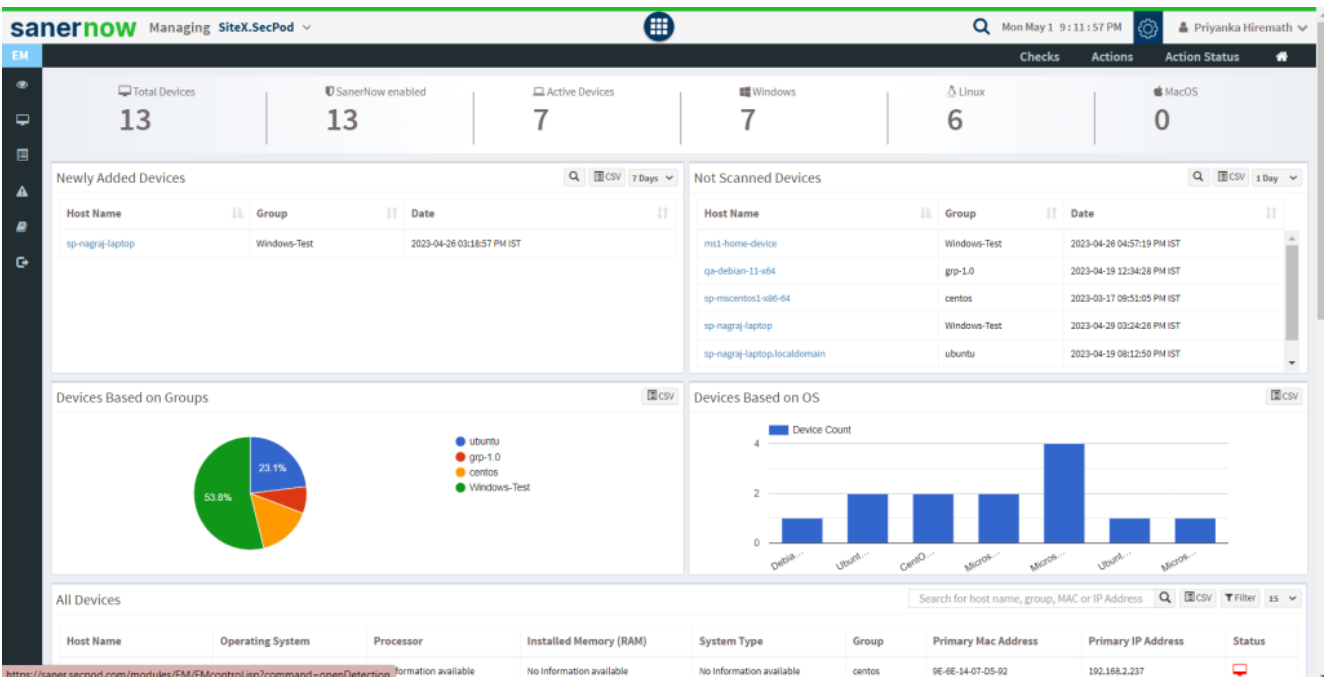 sanernow Managing SiteX.SecPod Mon May 1 9:11:57 PM Priyanka Hiremath
EM Checks Actions Action Status
Total Devices SanerNow enabled Active Devices Windows Linux MacOS
13 13 7 7 6 0
Newly Added Devices CSV 7 Days
Host Name Group Date
sp-nagraj-laptop Windows-Test 2023-04-26 03:18:57 PM IST
Not Scanned Devices CSV 1 Day
Host Name Group Date
ms1-home-device Windows-Test 2023-04-26 04:57:19 PM IST
qa-debian-11-x64 grp-1.0 2023-04-19 12:34:28 PM IST
sp-mscentos1-x86-64 centos 2023-03-17 09:51:05 PM IST
sp-nagraj-laptop Windows-Test 2023-04-29 03:24:26 PM IST
sp-nagraj-laptop.localdomain ubuntu 2023-04-19 08:12:50 PM IST
Devices Based on Groups CSV
23.1%
53.8%
ubuntu
grp-1.0
centos
Windows-Test
Devices Based on OS CSV
Device Count
4
2
0
Debia... Ubunt... CentO... Micros... Micros... Ubunt... Micros...
All Devices Search for host name, group, MAC or IP Address CSV Filter 15
Host Name Operating System Processor Installed Memory (RAM) System Type Group Primary Mac Address Primary IP Address Status
formation available No Information available No Information available centos 9E-6E-14-07-D5-92 192.168.2.237
https://saner.secpod.com/modules/EM/EMcontrol.jsp?command=openDetection